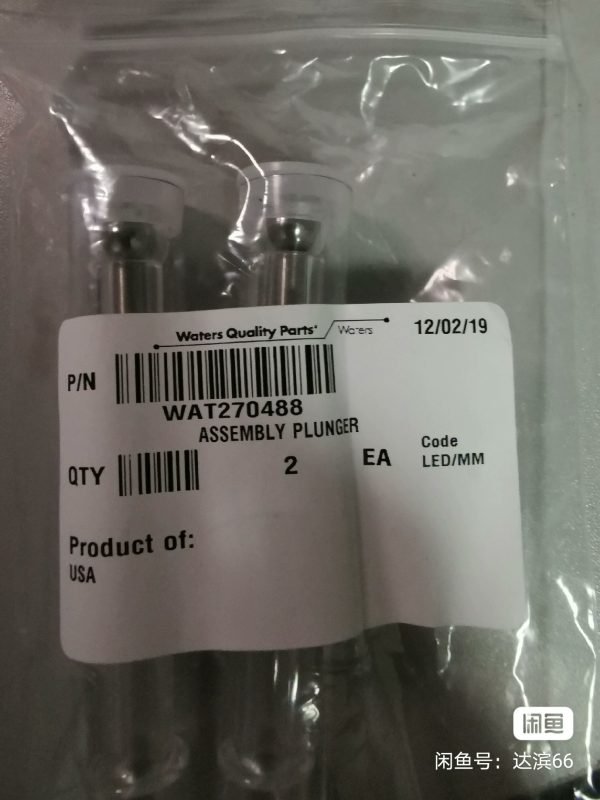 Waters Quality Parts® Waters
12/02/19
P/N
WAT270488
ASSEMBLY PLUNGER
QTY
2
EA
Code
LED/MM
Product of:
USA
闲鱼
闲鱼号：达滨66